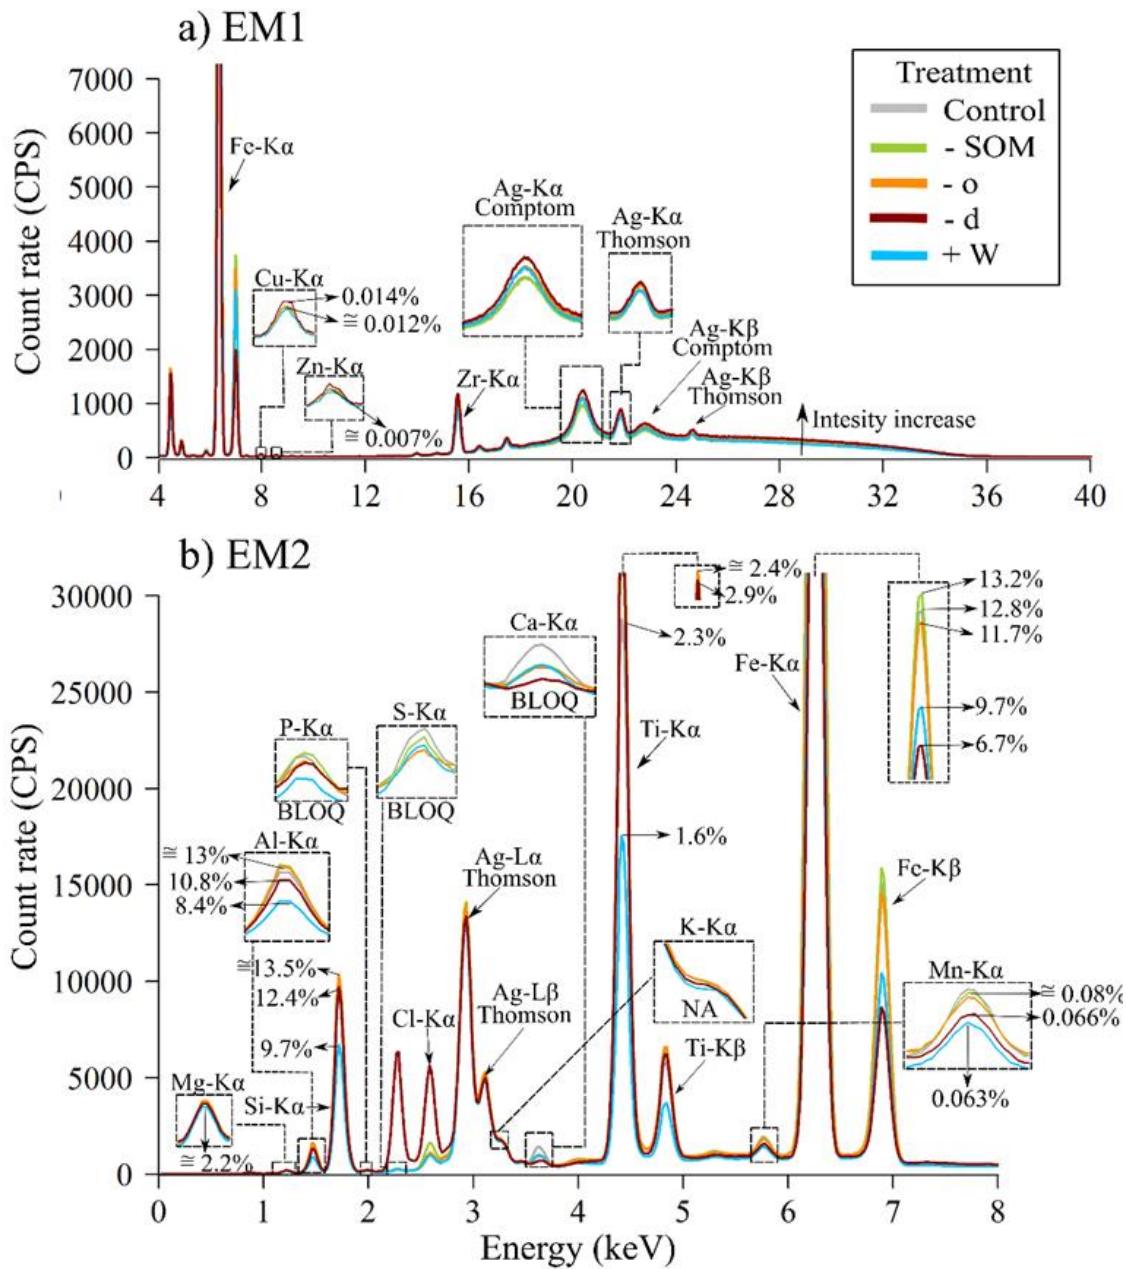 a) EM1
Treatment
Control
- SOM
- o
- d
+ W
Count rate (CPS)
7000
6000
5000
4000
3000
2000
1000
0
Fe-Kα
Cu-Kα
0.014%
≅ 0.012%
Zn-Kα
≅ 0.007%
Zr-Kα
Ag-Kα
Comptom
Ag-Kα
Thomson
Ag-Kβ
Comptom
Ag-Kβ
Thomson
Intesity increase
4 8 12 16 20 24 28 32 36 40
b) EM2
Count rate (CPS)
30000
25000
20000
15000
10000
5000
0
≅ 2.4%
2.9%
2.3%
13.2%
12.8%
11.7%
9.7%
6.7%
Ca-Kα
BLOQ
Fe-Kα
P-Kα
BLOQ
S-Kα
BLOQ
Ti-Kα
1.6%
Al-Kα
≅ 13%
10.8%
8.4%
Ag-Lα
Thomson
Fe-Kβ
≅13.5%
12.4%
9.7%
K-Kα
NA
Mn-Kα
≅ 0.08%
0.066%
0.063%
Cl-Kα
Ag-Lβ
Thomson
Ti-Kβ
Mg-Kα
≅ 2.2%
Si-Kα
0 1 2 3 4 5 6 7 8
Energy (keV)